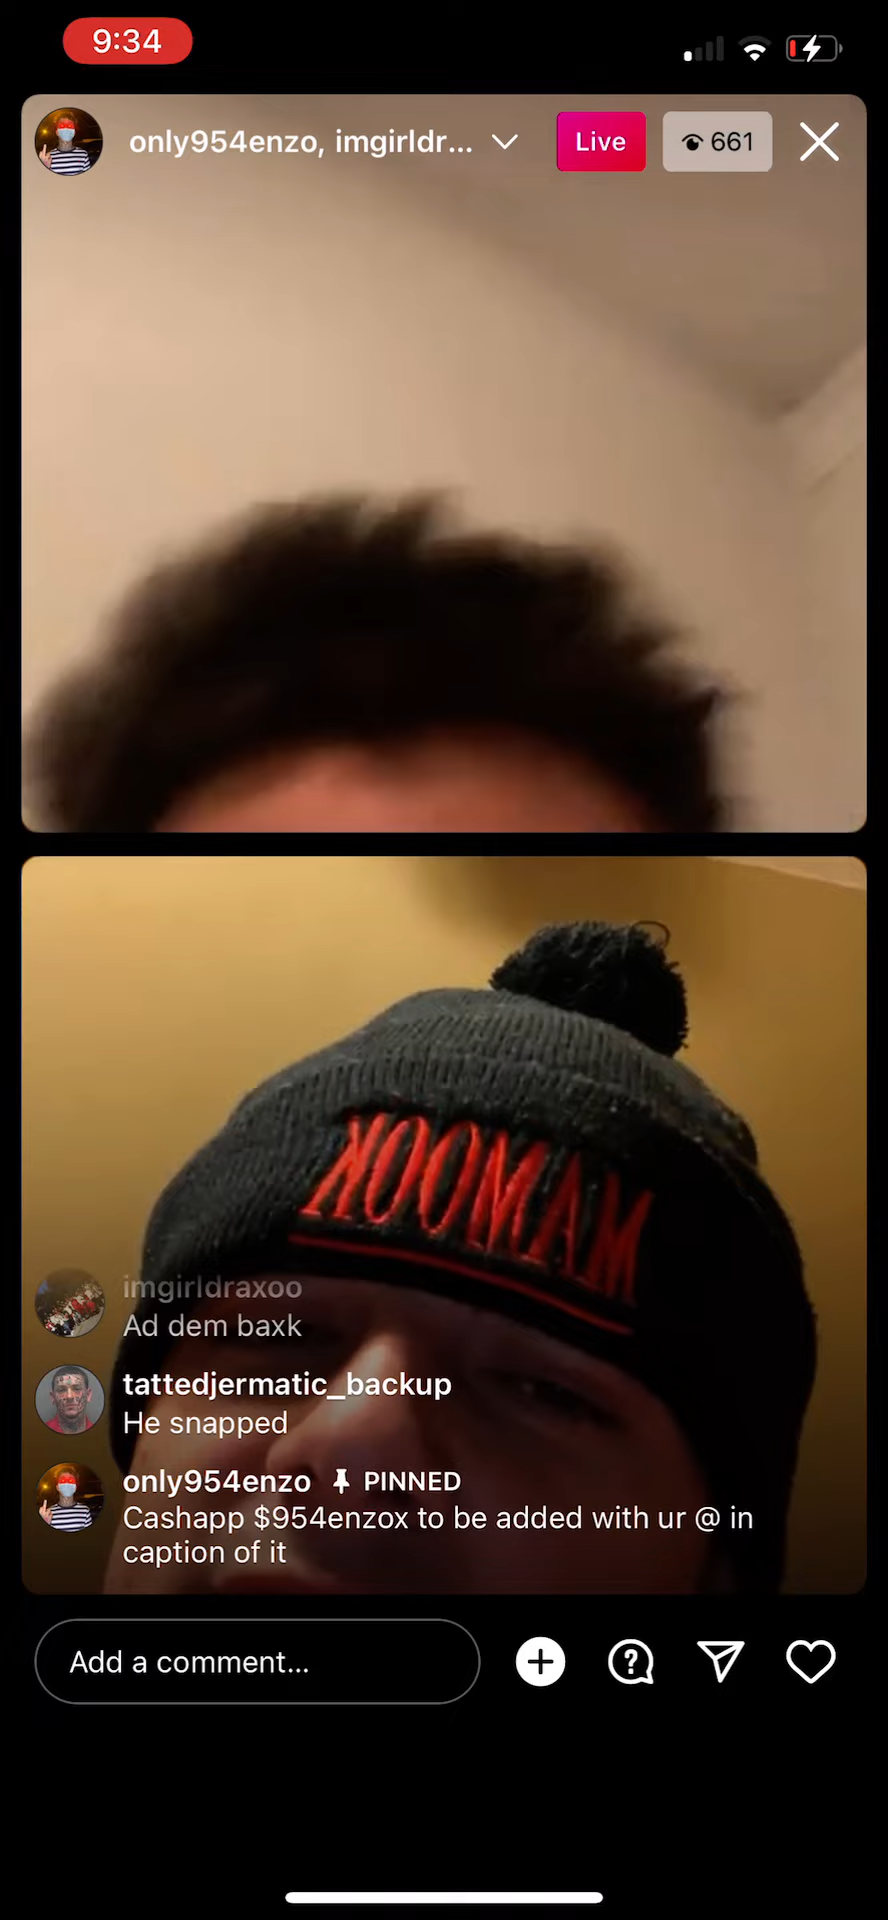 9:34
only954enzo, imgirldr...
Live
661
MAMOOK
imgirldraxoo
Ad dem baxk
tattedjermatic_backup
He snapped
only954enzo PINNED
Cashapp $954enzox to be added with ur @ in
caption of it
Add a comment...